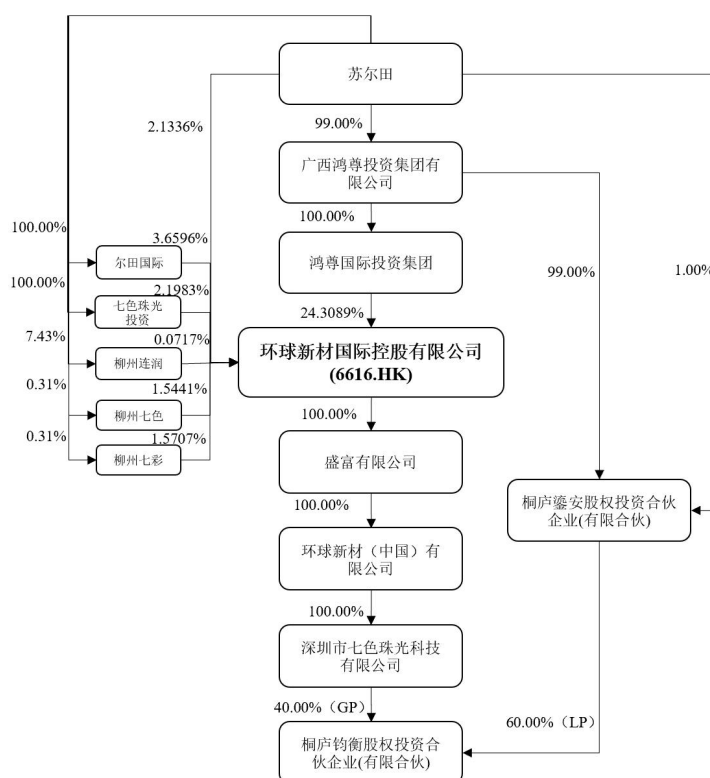 苏尔田
2.1336%
99.00%
广西鸿尊投资集团有
限公司
100.00%
100.00%
3.6596%
尔田国际
鸿尊国际投资集团
99.00%
1.00%
100.00%
2.1983%
七色珠光
投资
24.3089%
7.43%
0.0717%
柳州连润
环球新材国际控股有限公司
(6616.HK)
0.31%
1.5441%
柳州七色
100.00%
0.31%
1.5707%
柳州七彩
盛富有限公司
100.00%
桐庐鎏安股权投资合伙
企业(有限合伙)
环球新材（中国）有
限公司
100.00%
深圳市七色珠光科技
有限公司
40.00%（GP）
60.00%（LP）
桐庐钧衡股权投资合
伙企业(有限合伙)